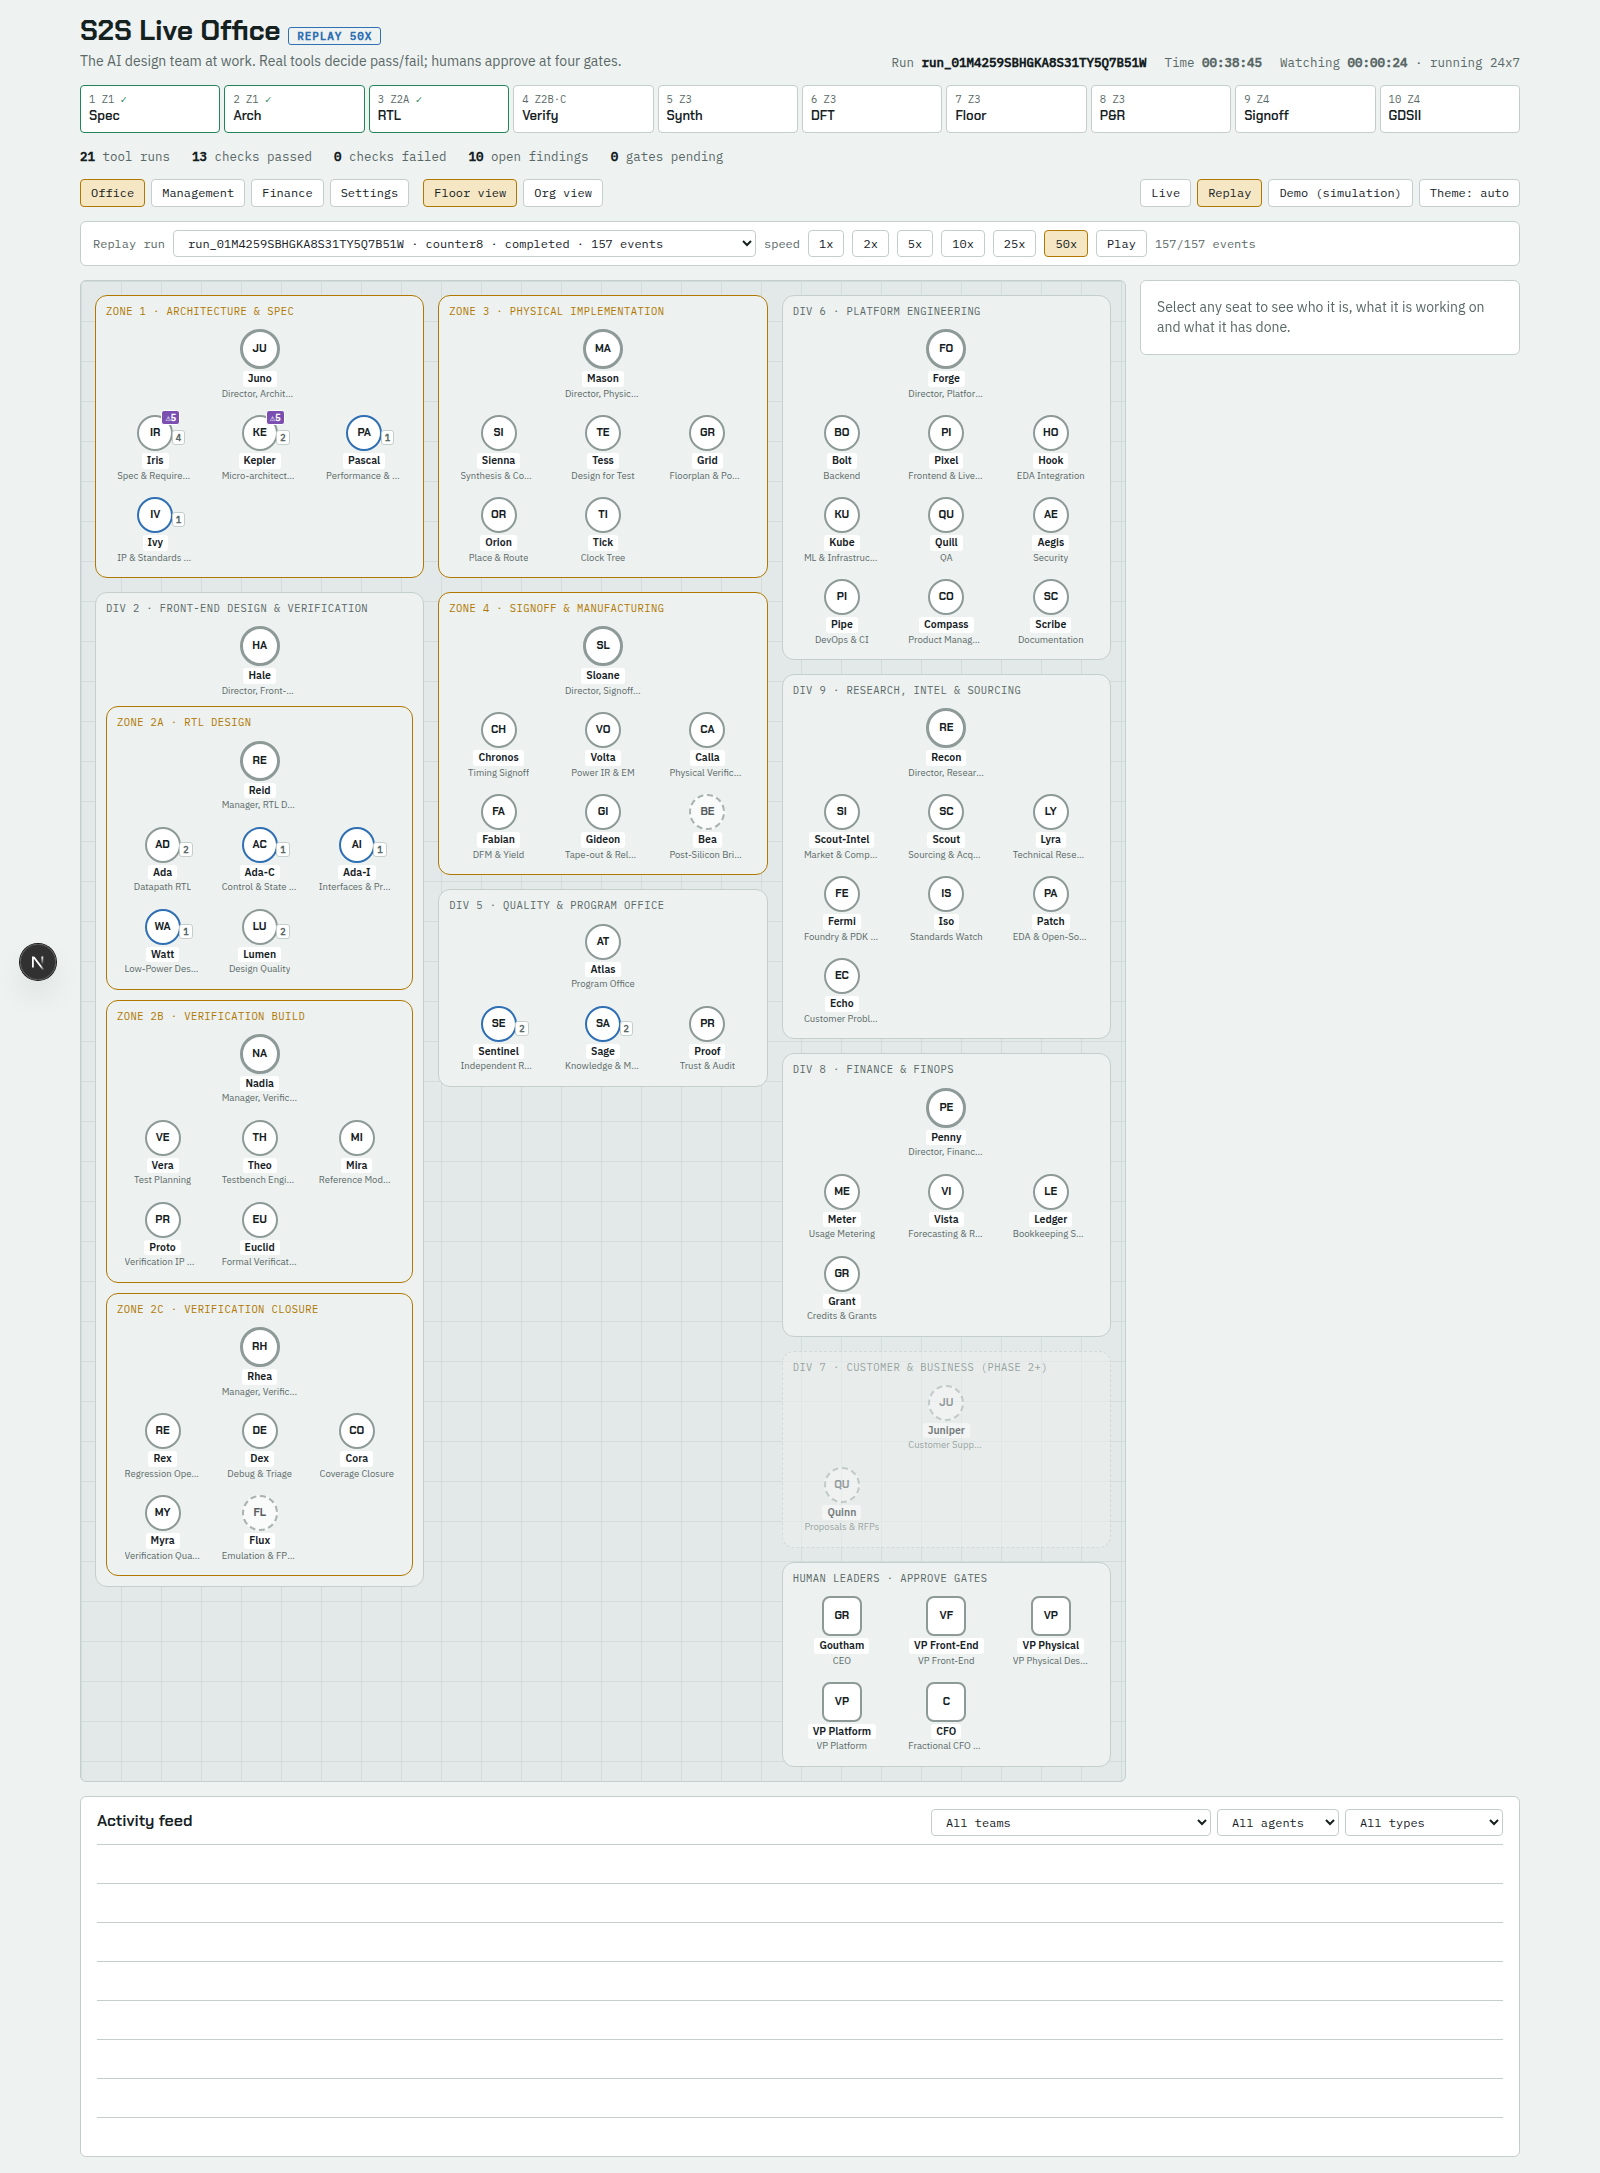 S2S Live Office REPLAY 50X
The AI design team at work. Real tools decide pass/fail; humans approve at four gates.
Run run_01M4259SBHGKA8S31TY5Q7B51W Time 00:38:45 Watching 00:00:24 · running 24x7
1 Z1 ✓ 2 Z1 ✓ 3 Z2A ✓ 4 Z2B·C 5 Z3 6 Z3 7 Z3 8 Z3 9 Z4 10 Z4
Spec Arch RTL Verify Synth DFT Floor P&R Signoff GDSII
21 tool runs 13 checks passed 0 checks failed 10 open findings 0 gates pending
Office Management Finance Settings Floor view Org view Live Replay Demo (simulation) Theme: auto
Replay run run_01M4259SBHGKA8S31TY5Q7B51W · counter8 · completed · 157 events speed 1x 2x 5x 10x 25x 50x Play 157/157 events
ZONE 1 · ARCHITECTURE & SPEC
JU
Juno
Director, Archit...
⚠5 ⚠5
IR 4 KE 2 PA 1
Iris Kepler Pascal
Spec & Require... Micro-architect... Performance & ...
IV 1
Ivy
IP & Standards ...
DIV 2 · FRONT-END DESIGN & VERIFICATION
HA
Hale
Director, Front-...
ZONE 2A · RTL DESIGN
RE
Reid
Manager, RTL D...
AD 2 AC 1 AI 1
Ada Ada-C Ada-I
Datapath RTL Control & State ... Interfaces & Pr...
WA 1 LU 2
Watt Lumen
Low-Power Des... Design Quality
ZONE 2B · VERIFICATION BUILD
NA
Nadia
Manager, Verific...
VE TH MI
Vera Theo Mira
Test Planning Testbench Engi... Reference Mod...
PR EU
Proto Euclid
Verification IP ... Formal Verificat...
ZONE 2C · VERIFICATION CLOSURE
RH
Rhea
Manager, Verific...
RE DE CO
Rex Dex Cora
Regression Ope... Debug & Triage Coverage Closure
MY FL
Myra Flux
Verification Qua... Emulation & FP...
ZONE 3 · PHYSICAL IMPLEMENTATION
MA
Mason
Director, Physic...
SI TE GR
Sienna Tess Grid
Synthesis & Co... Design for Test Floorplan & Po...
OR TI
Orion Tick
Place & Route Clock Tree
ZONE 4 · SIGNOFF & MANUFACTURING
SL
Sloane
Director, Signoff...
CH VO CA
Chronos Volta Calla
Timing Signoff Power IR & EM Physical Verific...
FA GI BE
Fabian Gideon Bea
DFM & Yield Tape-out & Rel... Post-Silicon Bri...
DIV 5 · QUALITY & PROGRAM OFFICE
AT
Atlas
Program Office
SE 2 SA 2 PR
Sentinel Sage Proof
Independent R... Knowledge & M... Trust & Audit
DIV 6 · PLATFORM ENGINEERING
FO
Forge
Director, Platfor...
BO PI HO
Bolt Pixel Hook
Backend Frontend & Live... EDA Integration
KU QU AE
Kube Quill Aegis
ML & Infrastruc... QA Security
PI CO SC
Pipe Compass Scribe
DevOps & CI Product Manag... Documentation
DIV 9 · RESEARCH, INTEL & SOURCING
RE
Recon
Director, Resear...
SI SC LY
Scout-Intel Scout Lyra
Market & Comp... Sourcing & Acq... Technical Rese...
FE IS PA
Fermi Iso Patch
Foundry & PDK ... Standards Watch EDA & Open-So...
EC
Echo
Customer Probl...
DIV 8 · FINANCE & FINOPS
PE
Penny
Director, Financ...
ME VI LE
Meter Vista Ledger
Usage Metering Forecasting & R... Bookkeeping S...
GR
Grant
Credits & Grants
DIV 7 · CUSTOMER & BUSINESS (PHASE 2+)
JU
Juniper
Customer Supp...
QU
Quinn
Proposals & RFPs
HUMAN LEADERS · APPROVE GATES
GR VF VP
Goutham VP Front-End VP Physical
CEO VP Front-End VP Physical Des...
VP C
VP Platform CFO
VP Platform Fractional CFO ...
Select any seat to see who it is, what it is working on
and what it has done.
N
Activity feed All teams All agents All types